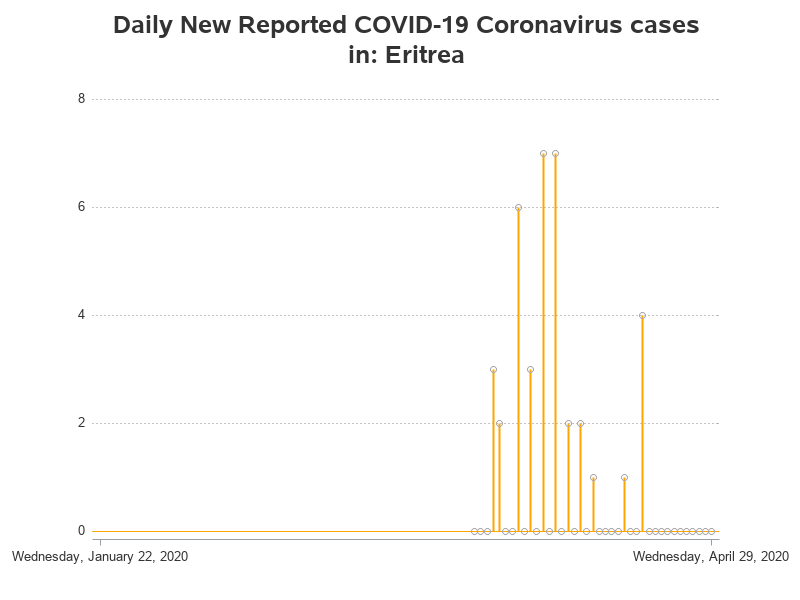 Daily New Reported COVID-19 Coronavirus cases
in: Eritrea
8
6
4
2
0
Wednesday, January 22, 2020
Wednesday, April 29, 2020